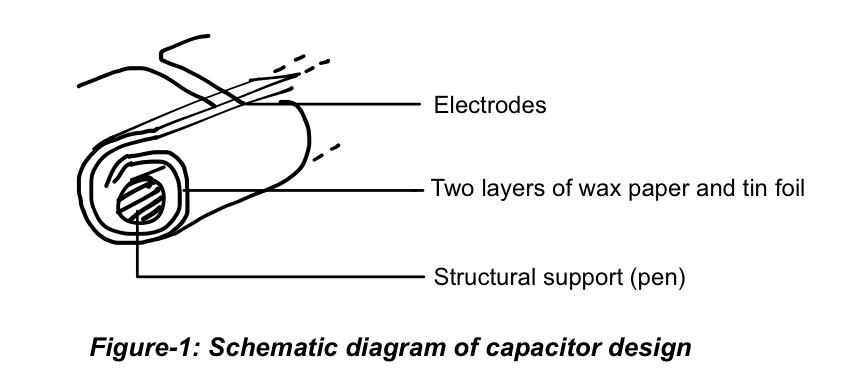 Electrodes
Two layers of wax paper and tin foil
Structural support (pen)
Figure-1: Schematic diagram of capacitor design